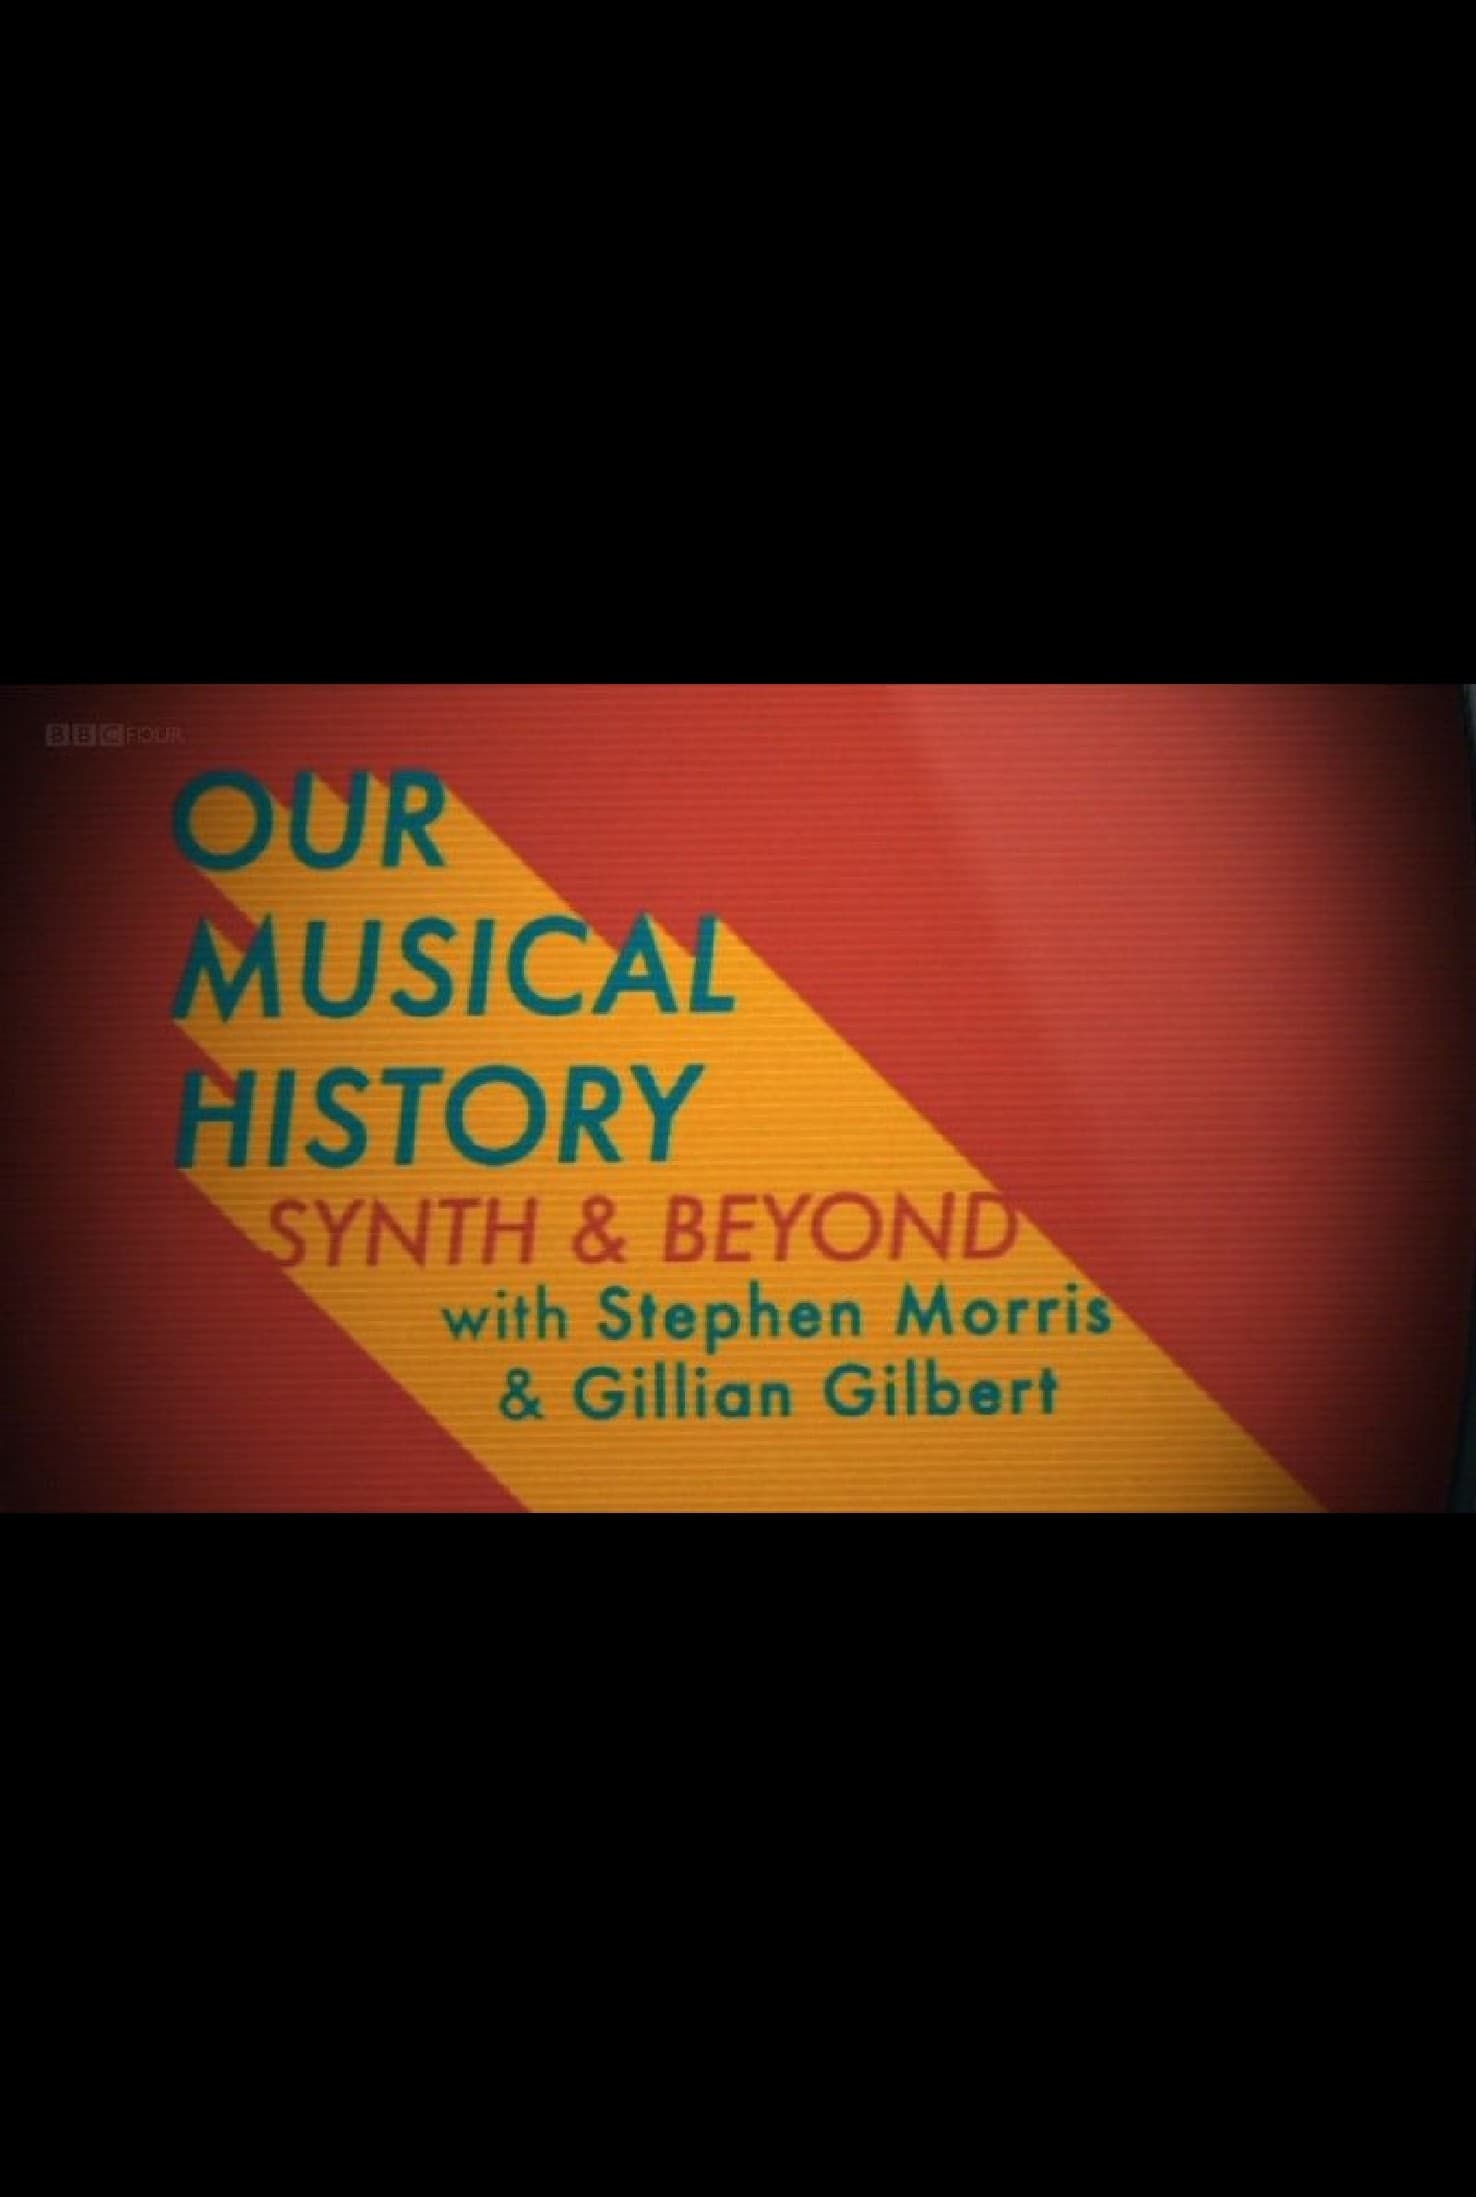 BBC FOUR
OUR
MUSICAL
HISTORY
SYNTH & BEYOND
with Stephen Morris
& Gillian Gilbert